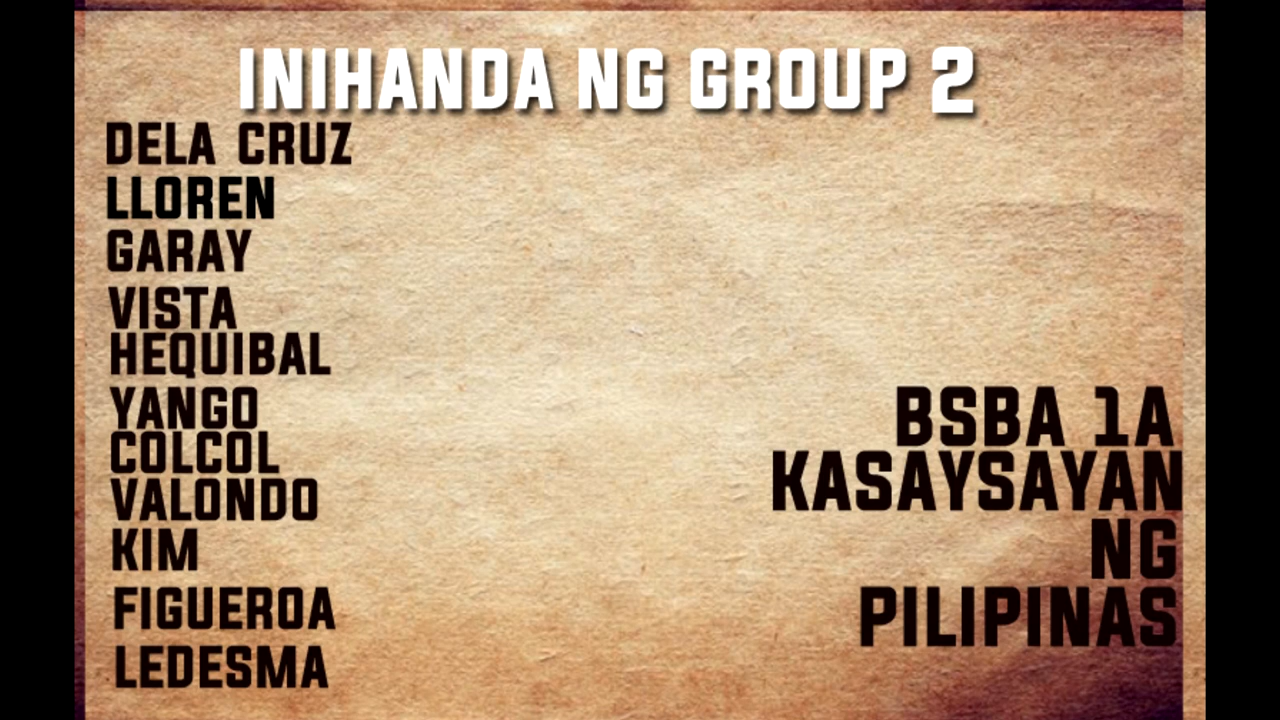 INIHANDA NG GROUP 2
DELA CRUZ
LLOREN
GARAY
VISTA
HEQUIBAL
YANGO
COLCOL
VALONDO
KIM
FIGUEROA
LEDESMA
BSBA 1A
KASAYSAYAN
NG
PILIPINAS